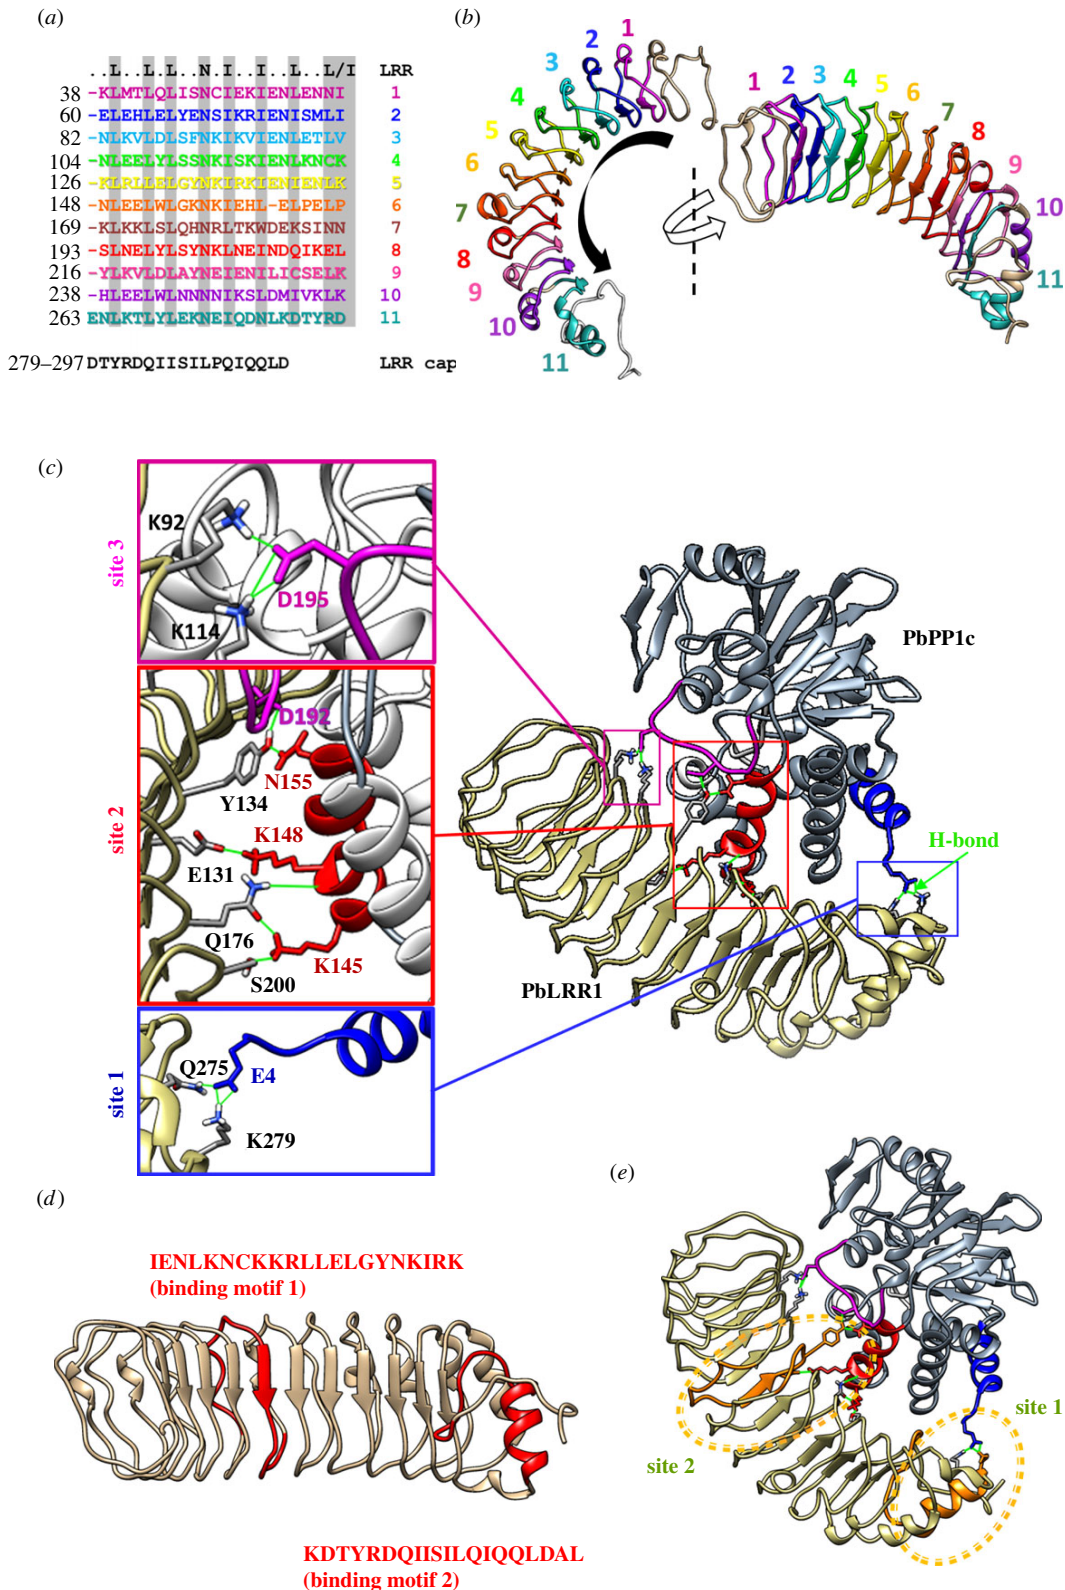 (a)
..L..L.L..N.I..I..L..L/I LRR
38 -KLMTLQLISNCIEKIENLENNI 1
60 -ELEHLELYENSIKRIENISMLI 2
82 -NLKVLDLSFNKIKVIENLETLV 3
104 -NLEELYLSSNKISKIENLKNCK 4
126 -KLRLLELGYNKIRKIENIENLK 5
148 -NLEELWLGKNKIEHL-ELPELP 6
169 -KLKKLSLQHNRLTKWDEKSINN 7
193 -SLNELYLSYNKLNEINDQIKEL 8
216 -YLKVLDLAYNEIENILICSELK 9
238 -HLEELWLNNNNIKSLDMIVKLK 10
263 ENLKTLYLEKNEIQDNLKDTYRD 11
279–297 DTYRDQIISILPQIQQLD LRR cap
(b)
1
2
3
4
5
6
7
8
9
10
11
1
2
3
4
5
6
7
8
9
10
11
(c)
site 3
K92
D195
K114
site 2
D192
N155
Y134
K148
E131
Q176
K145
S200
site 1
Q275
E4
K279
PbPP1c
H-bond
PbLRR1
(d)
IENLKNCKKRLLELGYNKIRK
(binding motif 1)
KDTYRDQIISILQIQQLDAL
(binding motif 2)
(e)
site 1
site 2